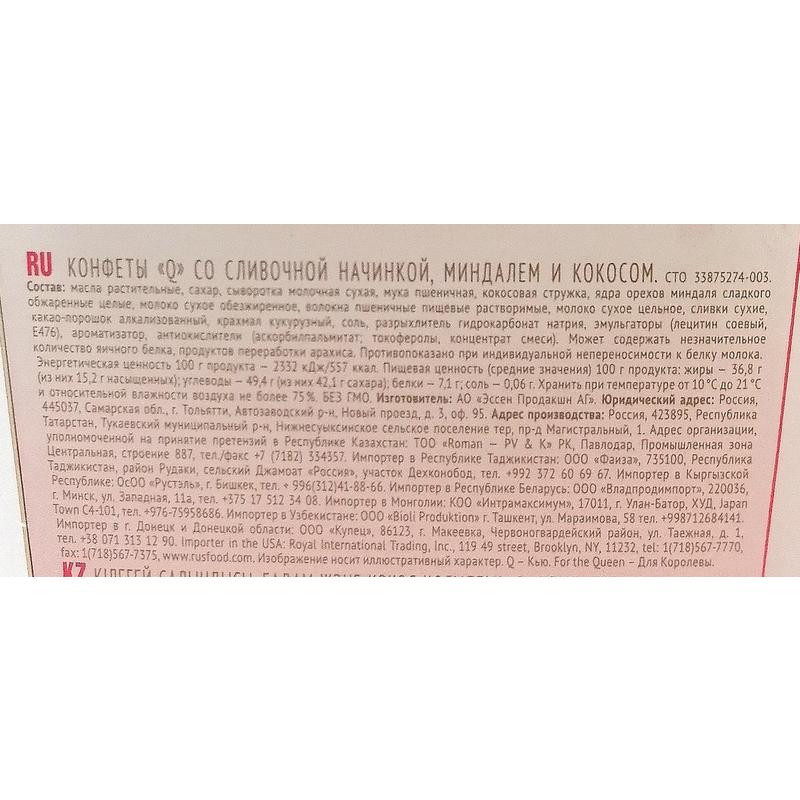 RU КОНФЕТЫ «Q» СО СЛИВОЧНОЙ НАЧИНКОЙ, МИНДАЛЕМ И КОКОСОМ. СТО 33875274-003.
Состав: масла растительные, сахар, сыворотка молочная сухая, мука пшеничная, кокосовая стружка, ядра орехов миндаля сладкого
обжаренные целые, молоко сухое обезжиренное, волокна пшеничные пищевые растворимые, молоко сухое цельное, сливки сухие,
какао-порошок алкализованный, крахмал кукурузный, соль, разрыхлитель гидрокарбонат натрия, эмульгаторы (лецитин соевый,
Е476), ароматизатор, антиокислители (аскорбилпальмитат; токоферолы, концентрат смеси). Может содержать незначительное
количество яичного белка, продуктов переработки арахиса. Противопоказано при индивидуальной непереносимости к белку молока.
Энергетическая ценность 100 г продукта – 2332 кДж/557 ккал. Пищевая ценность (средние значения) 100 г продукта: жиры – 36,8 г
(из них 15,2 г насыщенных); углеводы – 49,4 г (из них 42,1 г сахара); белки – 7,1 г; соль – 0,06 г. Хранить при температуре от 10 °С до 21 °С
и относительной влажности воздуха не более 75%. БЕЗ ГМО. Изготовитель: АО «Эссен Продакшн АГ». Юридический адрес: Россия,
445037, Самарская обл., г. Тольятти, Автозаводский р-н, Новый проезд, д. 3, оф. 95. Адрес производства: Россия, 423895, Республика
Татарстан, Тукаевский муниципальный р-н, Нижнесуыксинское сельское поселение тер, пр-д Магистральный, 1. Адрес организации,
уполномоченной на принятие претензий в Республике Казахстан: ТОО «Roman – PV & K» РК, Павлодар, Промышленная зона
Центральная, строение 887, тел./факс +7 (7182) 334357. Импортер в Республике Таджикистан: ООО «Фаиза», 735100, Республика
Таджикистан, район Рудаки, сельский Джамоат «Россия», участок Дехконобод, тел. +992 372 60 69 67. Импортер в Кыргызской
Республике: ОсОО «Рустэль», г. Бишкек, тел. + 996(312)41-88-66. Импортер в Республике Беларусь: ООО «Владпродимпорт», 220036,
г. Минск, ул. Западная, 11а, тел. +375 17 512 34 08. Импортер в Монголии: КОО «Интрамаксимум», 17011, г. Улан-Батор, ХУД, Japan
Town C4-101, тел. +976-75958686. Импортер в Узбекистане: ООО «Bioli Produktion» г. Ташкент, ул. Мараимова, 58 тел. +998712684141.
Импортер в г. Донецк и Донецкой области: ООО «Купец», 86123, г. Макеевка, Червоногвардейский район, ул. Таежная, д. 1,
тел. +38 071 313 12 90. Importer in the USA: Royal International Trading, Inc., 119 49 street, Brooklyn, NY, 11232, tel: 1(718)567-7770,
fax: 1(718)567-7375, www.rusfood.com. Изображение носит иллюстративный характер. Q – Кью. For the Queen – Для Королевы.
KZ